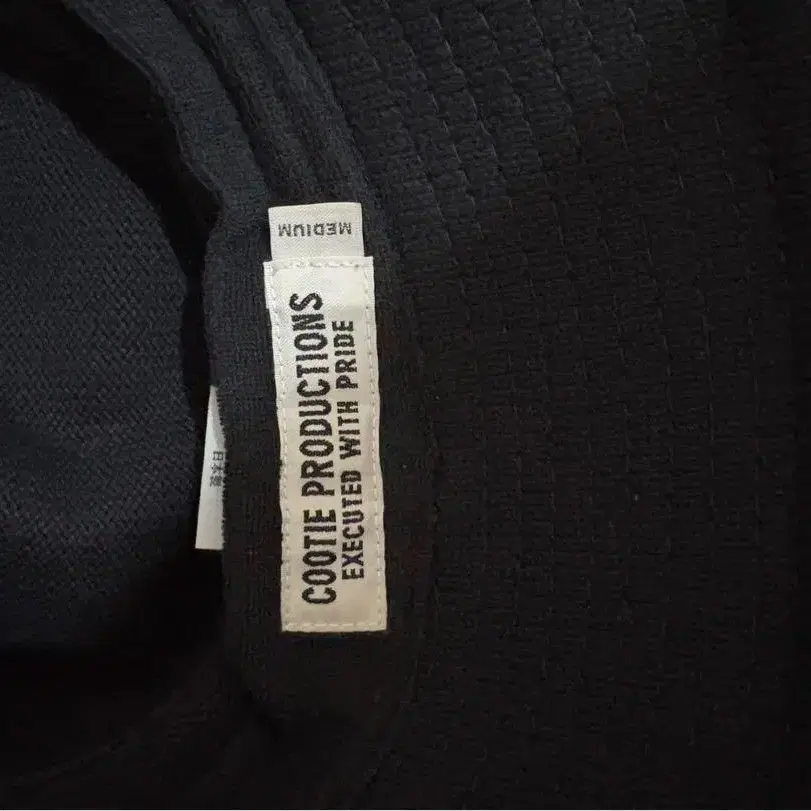 MEDIUM
COOTIE PRODUCTIONS
EXECUTED WITH PRIDE
日本製